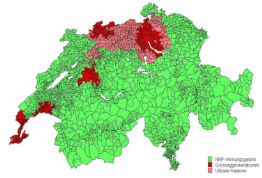 NRP-Wirkungsgebiet
Grossagglomerationen
Urbane Kantone